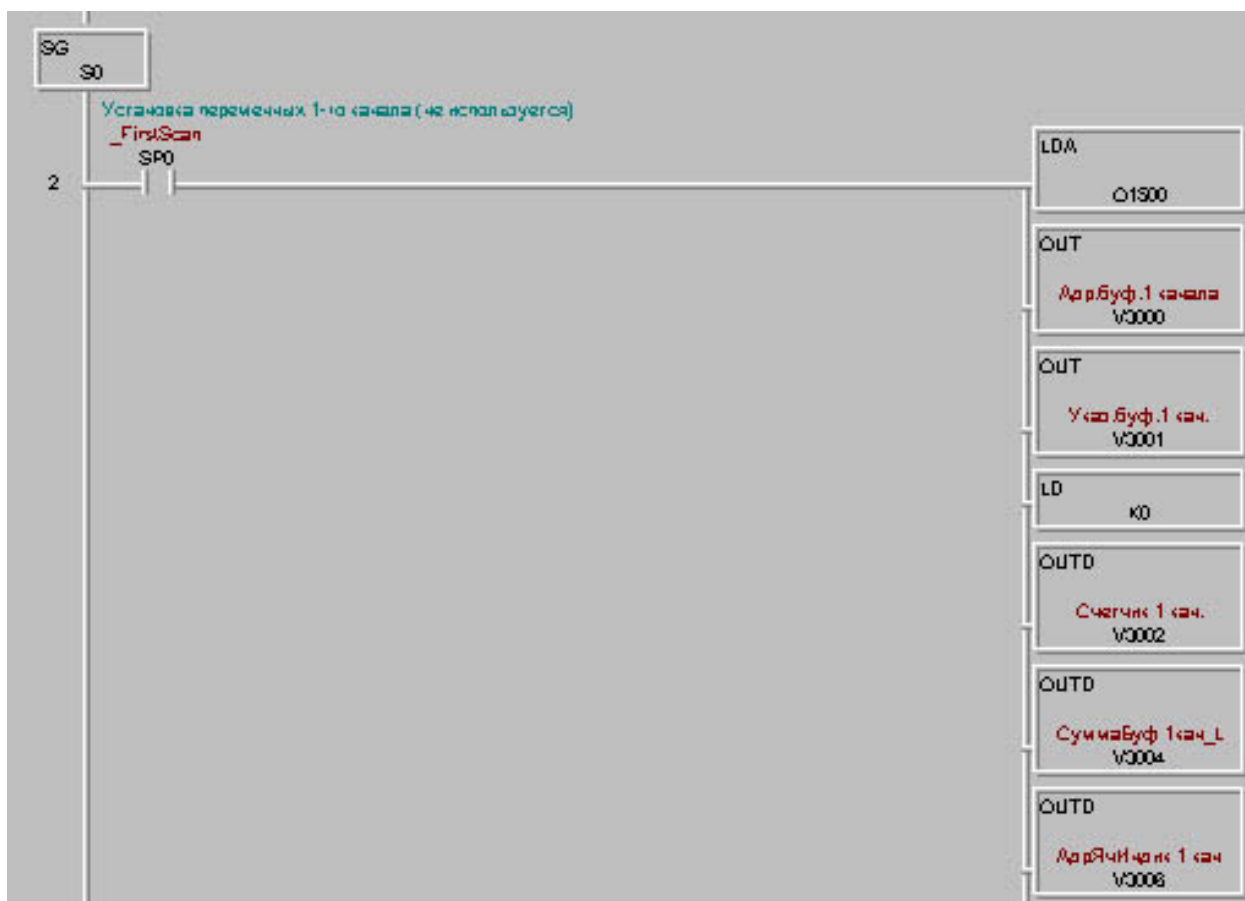 SG
S0
Установка переменных 1-го канала (не используется)
_FirstScan
SP0
2
LDA
O1300
OUT
Адр.буф.1 канала
V3000
OUT
Указ.буф.1 кан.
V3001
LD
K0
OUTD
Счетчик 1 кан.
V3002
OUTD
СуммаБуф 1кан_L
V3004
OUTD
АдрЯчИндик 1 кан
V3006